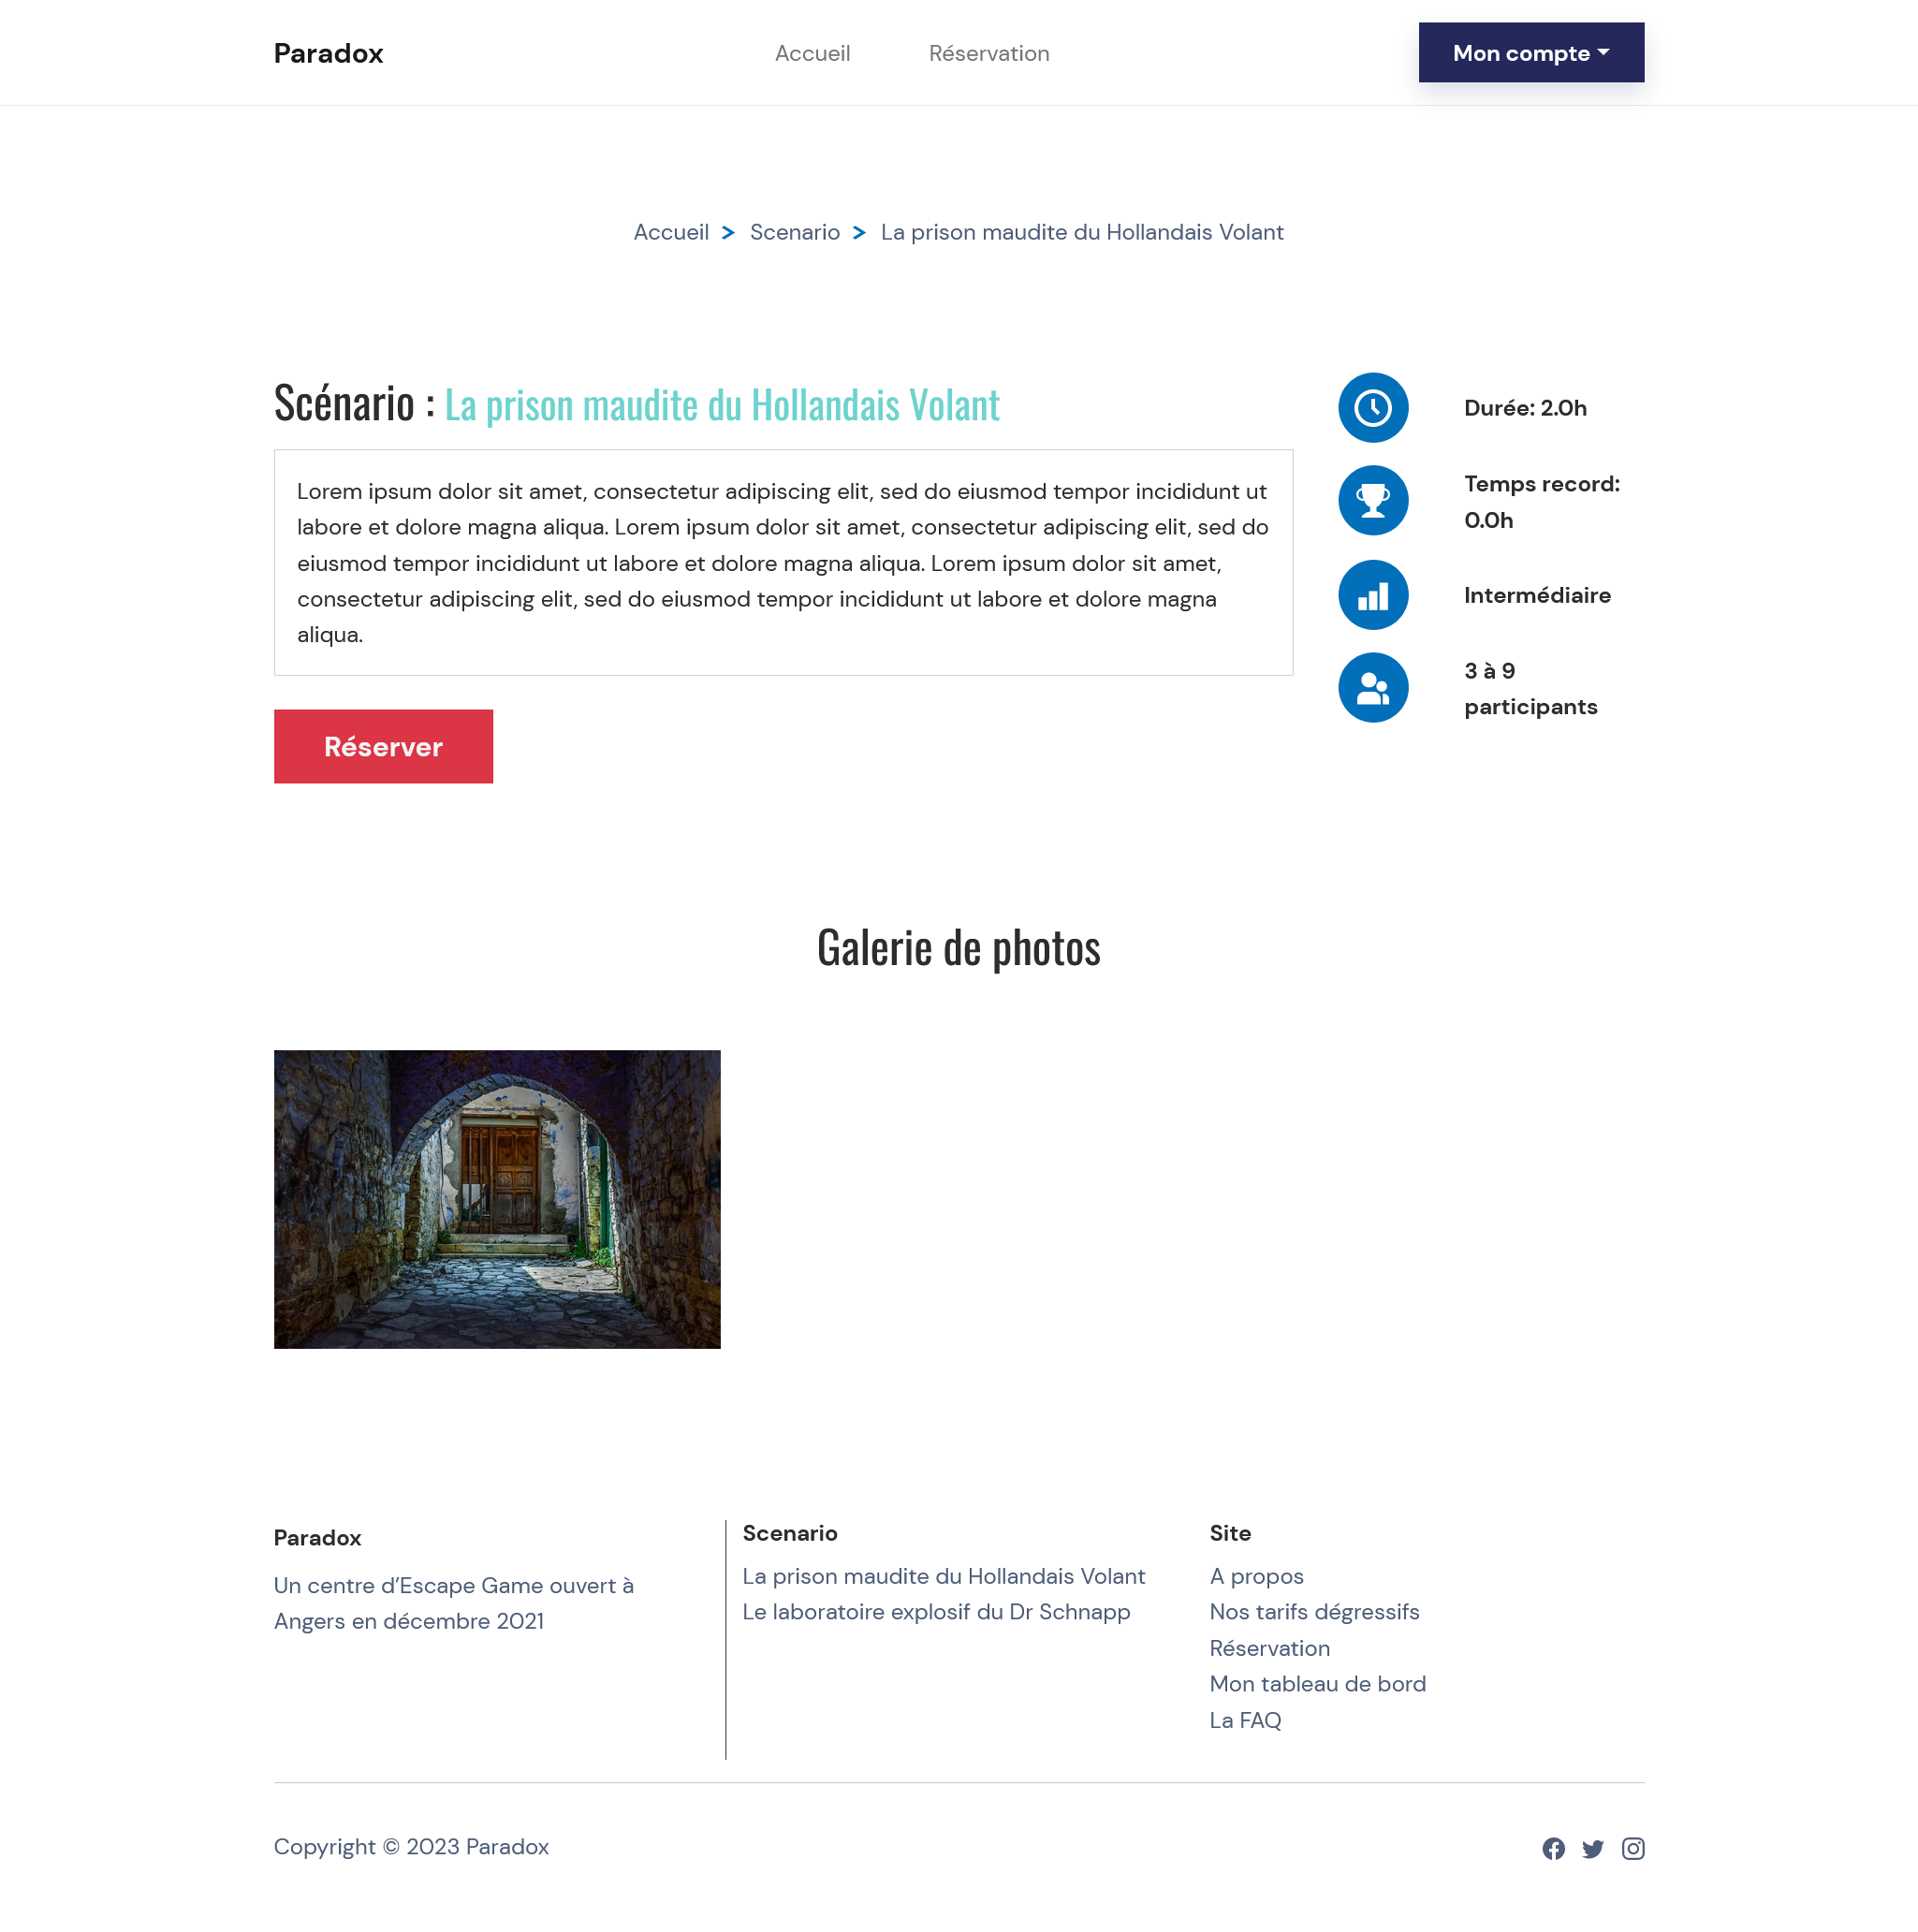 Paradox
Accueil
Réservation
Mon compte
Accueil > Scenario > La prison maudite du Hollandais Volant
Scénario : La prison maudite du Hollandais Volant
Lorem ipsum dolor sit amet, consectetur adipiscing elit, sed do eiusmod tempor incididunt ut
labore et dolore magna aliqua. Lorem ipsum dolor sit amet, consectetur adipiscing elit, sed do
eiusmod tempor incididunt ut labore et dolore magna aliqua. Lorem ipsum dolor sit amet,
consectetur adipiscing elit, sed do eiusmod tempor incididunt ut labore et dolore magna
aliqua.
Réserver
Durée: 2.0h
Temps record:
0.0h
Intermédiaire
3 à 9
participants
Galerie de photos
Paradox
Un centre d’Escape Game ouvert à
Angers en décembre 2021
Scenario
La prison maudite du Hollandais Volant
Le laboratoire explosif du Dr Schnapp
Site
A propos
Nos tarifs dégressifs
Réservation
Mon tableau de bord
La FAQ
Copyright © 2023 Paradox